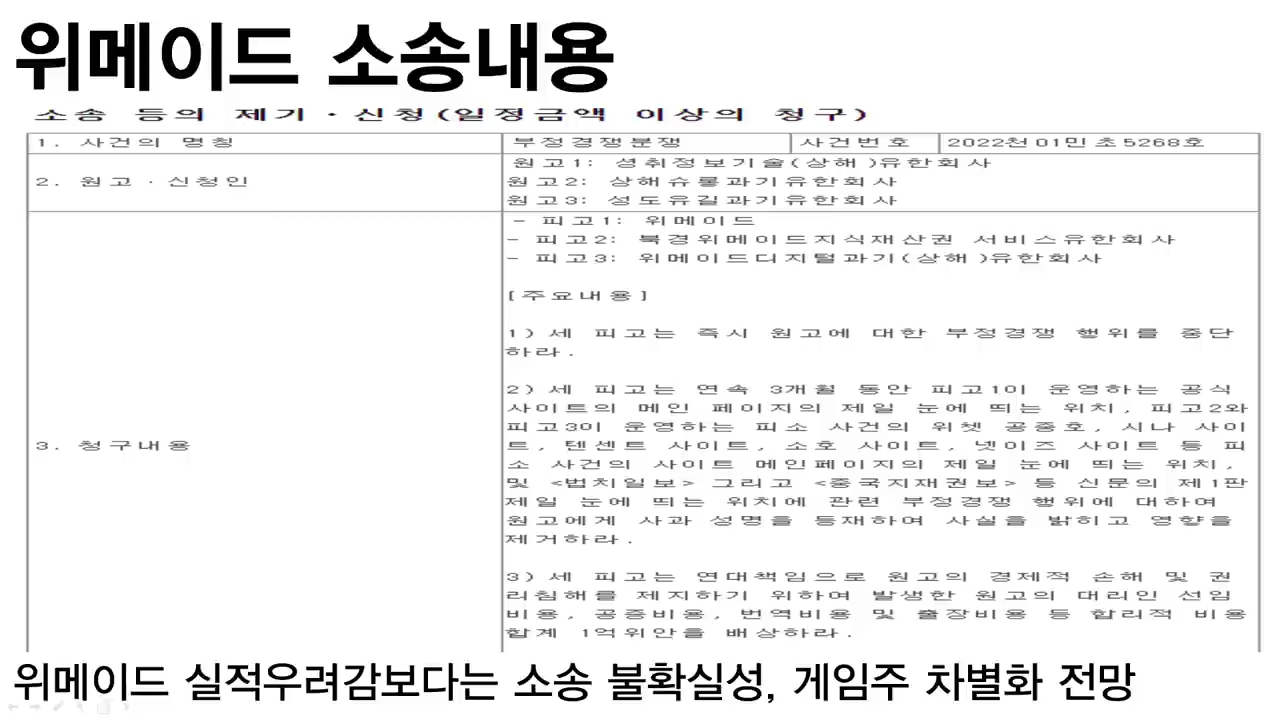 위메이드 소송내용
소송 등의 제기·신청(일정금액 이상의 청구)
1. 사건의 명칭 부정경쟁분쟁 사건번호 2022천01민초5268호
2. 원고·신청인
원고1: 셩취정보기술(상해)유한회사
원고2: 상해슈룽과기유한회사
원고3: 성도유길과기유한회사
- 피고1: 위메이드
- 피고2: 북경위메이드지식재산권 서비스유한회사
- 피고3: 위메이드디지털과기(상해)유한회사
[주요내용]
1) 세 피고는 즉시 원고에 대한 부정경쟁 행위를 중단
하라.
2) 세 피고는 연속 3개월 동안 피고1이 운영하는 공식
사이트의 메인 페이지의 제일 눈에 띄는 위치, 피고2와
피고3이 운영하는 피소 사건의 위쳇 공중호, 시나 사이
3. 청구내용
트, 텐센트 사이트, 소호 사이트, 넷이즈 사이트 등 피
소 사건의 사이트 메인페이지의 제일 눈에 띄는 위치,
및 <법치일보> 그리고 <중국지재권보> 등 신문의 제1판
제일 눈에 띄는 위치에 관련 부정경쟁 행위에 대하여
원고에게 사과 성명을 등재하여 사실을 밝히고 영향을
제거하라.
3) 세 피고는 연대책임으로 원고의 경제적 손해 및 권
리침해를 제지하기 위하여 발생한 원고의 대리인 선임
비용, 공증비용, 번역비용 및 출장비용 등 합리적 비용
합계 1억위안을 배상하라.
위메이드 실적우려감보다는 소송 불확실성, 게임주 차별화 전망